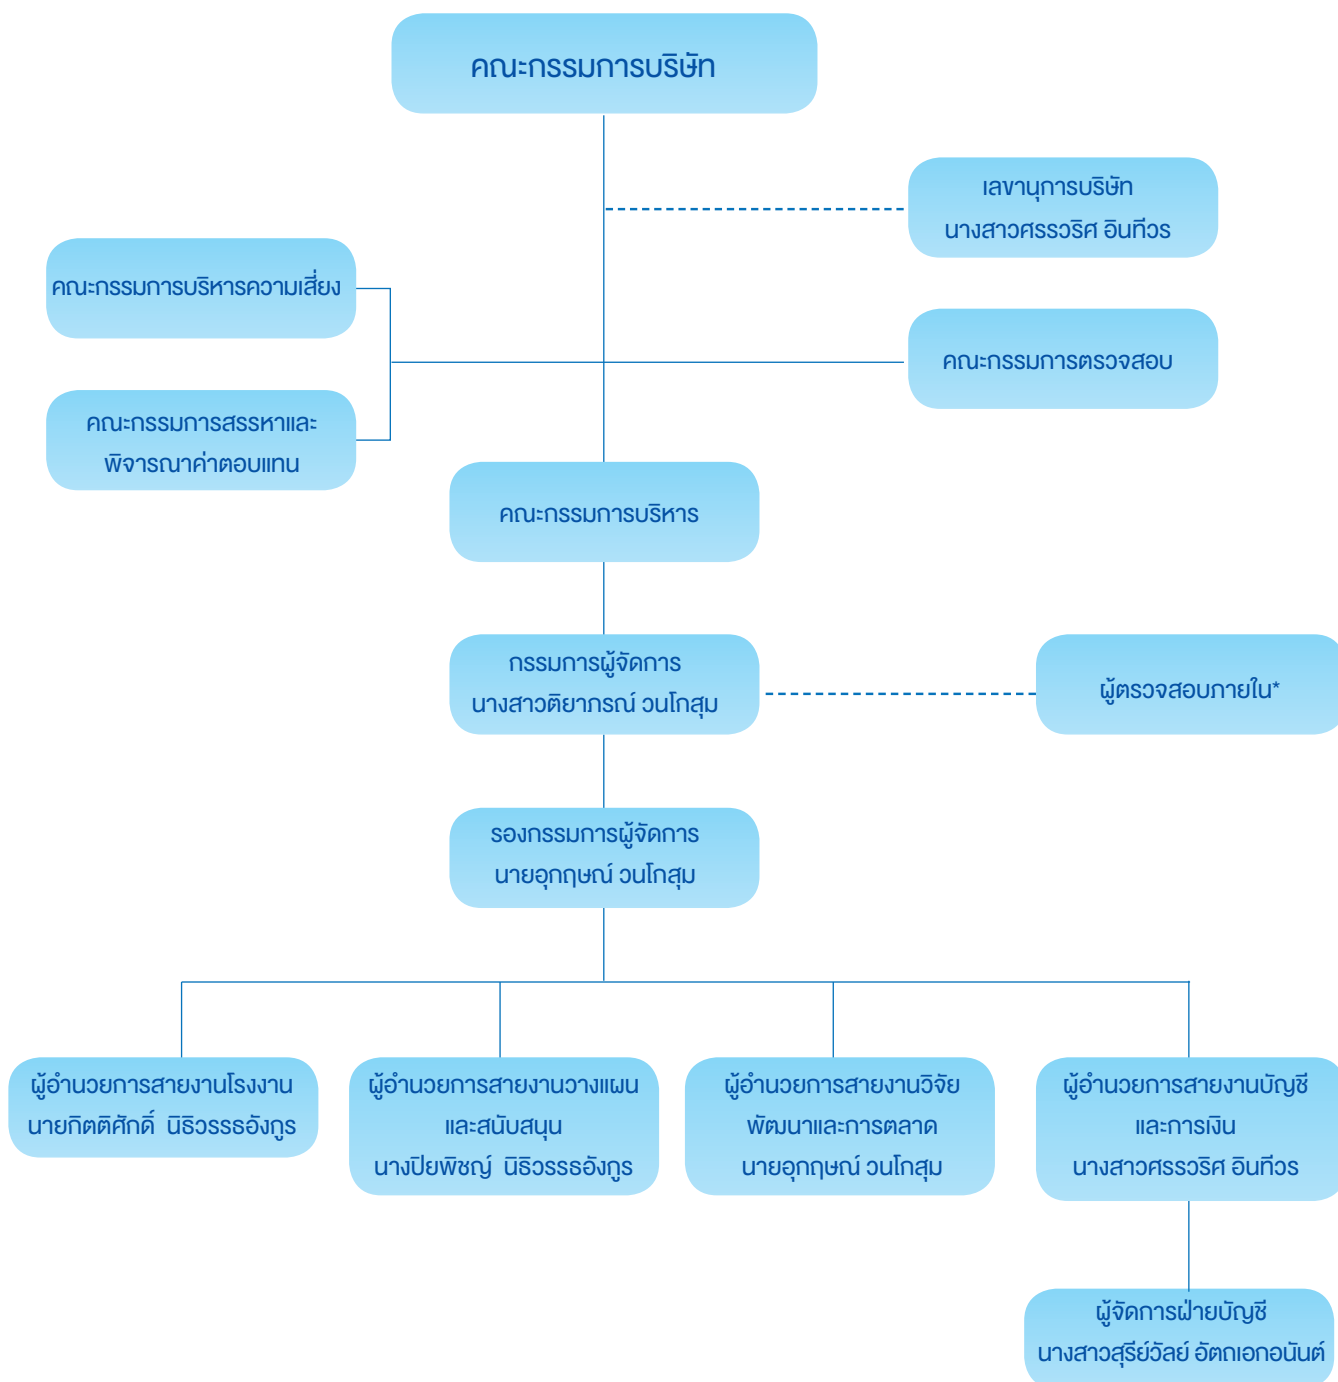 คณะกรรมการบริษัท
เลขานุการบริษัท
นางสาวศรรวริศ อินทีวร
คณะกรรมการบริหารความเสี่ยง
คณะกรรมการตรวจสอบ
คณะกรรมการสรรหาและ
พิจารณาค่าตอบแทน
คณะกรรมการบริหาร
กรรมการผู้จัดการ
นางสาวติยาภรณ์ วนโกสุม
ผู้ตรวจสอบภายใน*
รองกรรมการผู้จัดการ
นายอุกฤษณ์ วนโกสุม
ผู้อำนวยการสายงานโรงงาน
นายกิตติศักดิ์ นิธิวรรธอังกูร
ผู้อำนวยการสายงานวางแผน
และสนับสนุน
นางปิยพิชญ์ นิธิวรรธอังกูร
ผู้อำนวยการสายงานวิจัย
พัฒนาและการตลาด
นายอุกฤษณ์ วนโกสุม
ผู้อำนวยการสายงานบัญชี
และการเงิน
นางสาวศรรวริศ อินทีวร
ผู้จัดการฝ่ายบัญชี
นางสาวสุรีย์วัลย์ อัตถเอกอนันต์